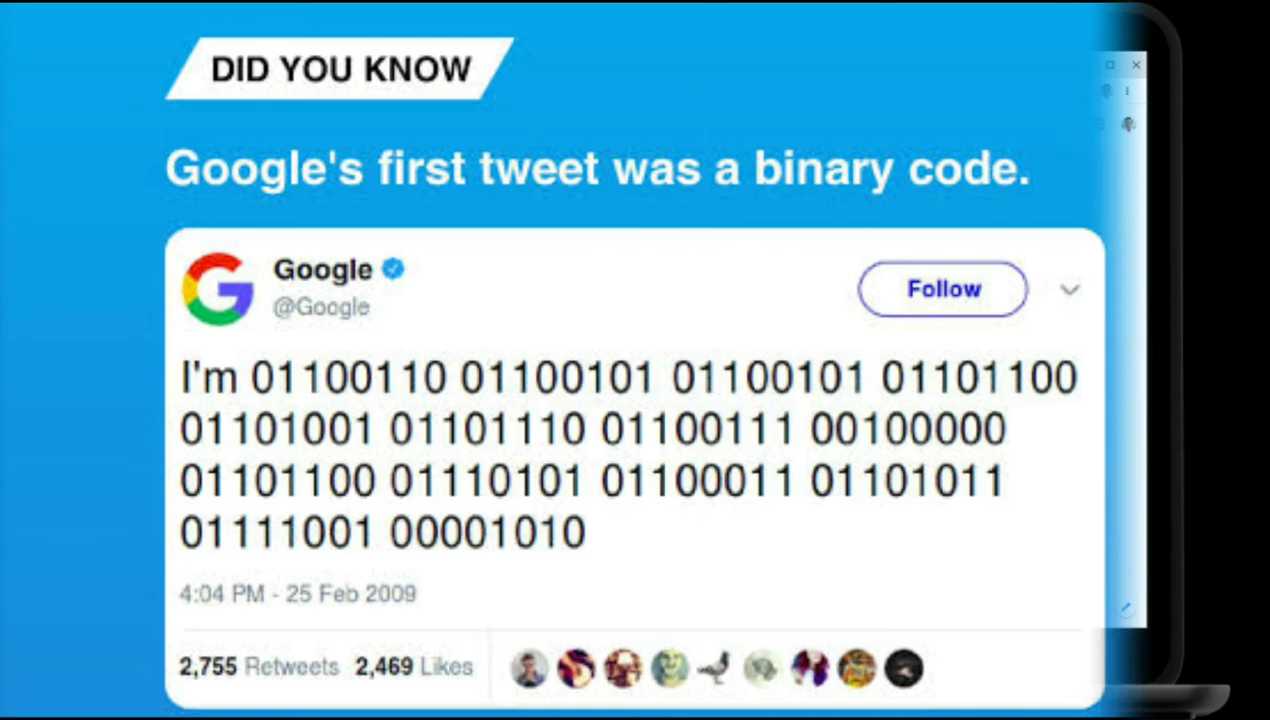 DID YOU KNOW
Google's first tweet was a binary code.
Google
@Google
Follow
I'm 01100110 01100101 01100101 01101100
01101001 01101110 01100111 00100000
01101100 01110101 01100011 01101011
01111001 00001010
4:04 PM - 25 Feb 2009
2,755 Retweets 2,469 Likes